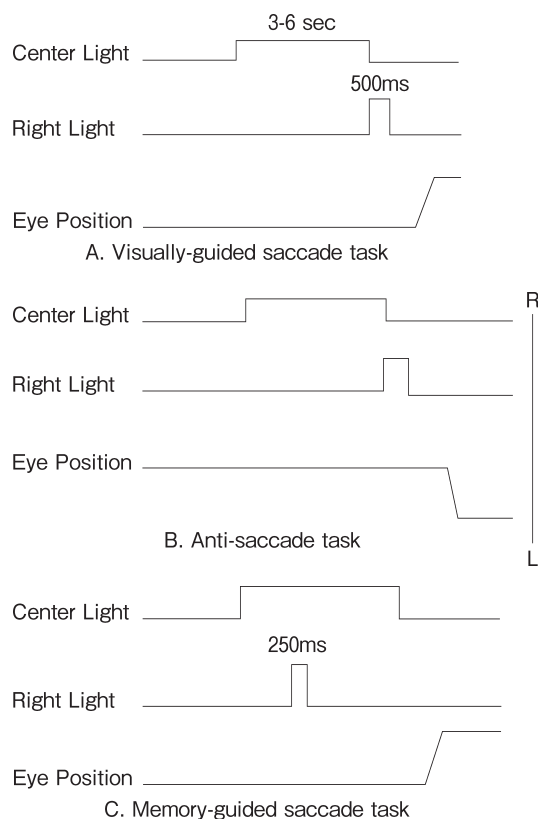 3-6 sec
Center Light
500ms
Right Light
Eye Position
A. Visually-guided saccade task
R
Center Light
Right Light
Eye Position
B. Anti-saccade task
L
Center Light
250ms
Right Light
Eye Position
C. Memory-guided saccade task